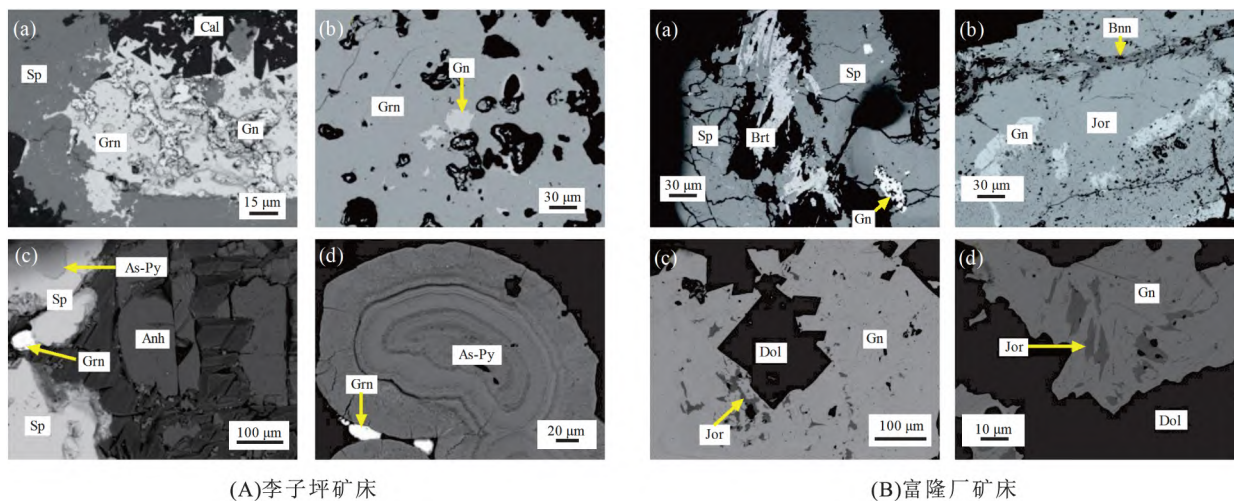 (a)
Cal
Sp
Gn
Grn
15 μm
(b)
Gn
Grn
30 μm
(c)
As-Py
Sp
Anh
Grn
Sp
100 μm
(d)
As-Py
Grn
20 μm
(A)李子坪矿床
(a)
Sp
Sp
Brt
30 μm
Gn
(b)
Bnn
Jor
Gn
30 μm
(c)
Gn
Dol
Jor
100 μm
(d)
Gn
Jor
Dol
10 μm
(B)富隆厂矿床